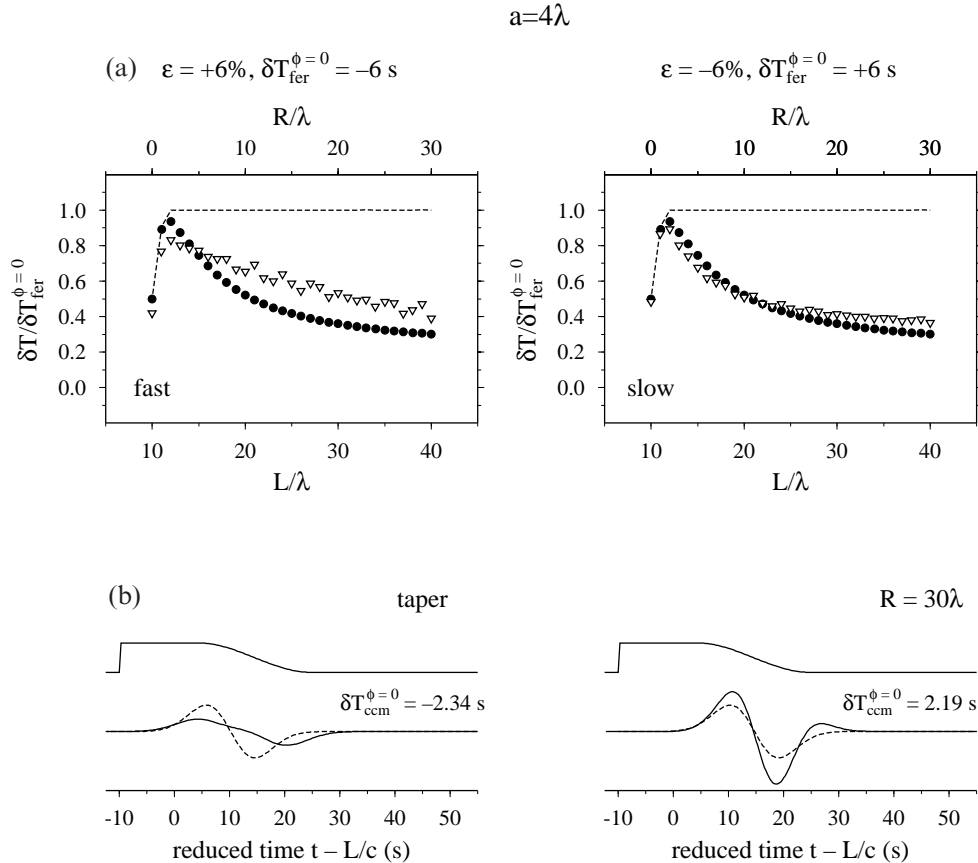 a=4λ
(a) ε = +6%, δT_fer^{ϕ = 0} = –6 s
ε = –6%, δT_fer^{ϕ = 0} = +6 s
R/λ
R/λ
0 10 20 30
0 10 20 30
1.0
0.8
0.6
0.4
0.2
0.0
δT/δT_fer^{ϕ = 0}
fast
1.0
0.8
0.6
0.4
0.2
0.0
δT/δT_fer^{ϕ = 0}
slow
10 20 30 40
10 20 30 40
L/λ
L/λ
(b) taper
R = 30λ
δT_ccm^{ϕ = 0} = –2.34 s
δT_ccm^{ϕ = 0} = 2.19 s
-10 0 10 20 30 40 50
-10 0 10 20 30 40 50
reduced time t – L/c (s)
reduced time t – L/c (s)